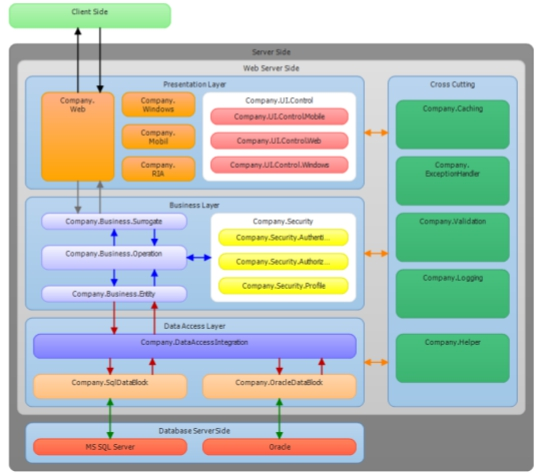 Client Side
Server Side
Web Server Side
Presentation Layer
Company.
Web
Company.
Windows
Company.
Mobil
Company.
RIA
Company.UI.Control
Company.UI.Control.Mobile
Company.UI.Control.Web
Company.UI.Control.Windows
Cross Cutting
Company.Caching
Company.
ExceptionHandler
Company.Validation
Company.Logging
Company.Helper
Business Layer
Company.Business.Surrogate
Company.Business.Operation
Company.Business.Entity
Company.Security
Company.Security.Authenti...
Company.Security.Authoriz...
Company.Security.Profile
Data Access Layer
Company.DataAccessIntegration
Company.SqlDataBlock
Company.OracleDataBlock
Database ServerSide
MS SQL Server
Oracle